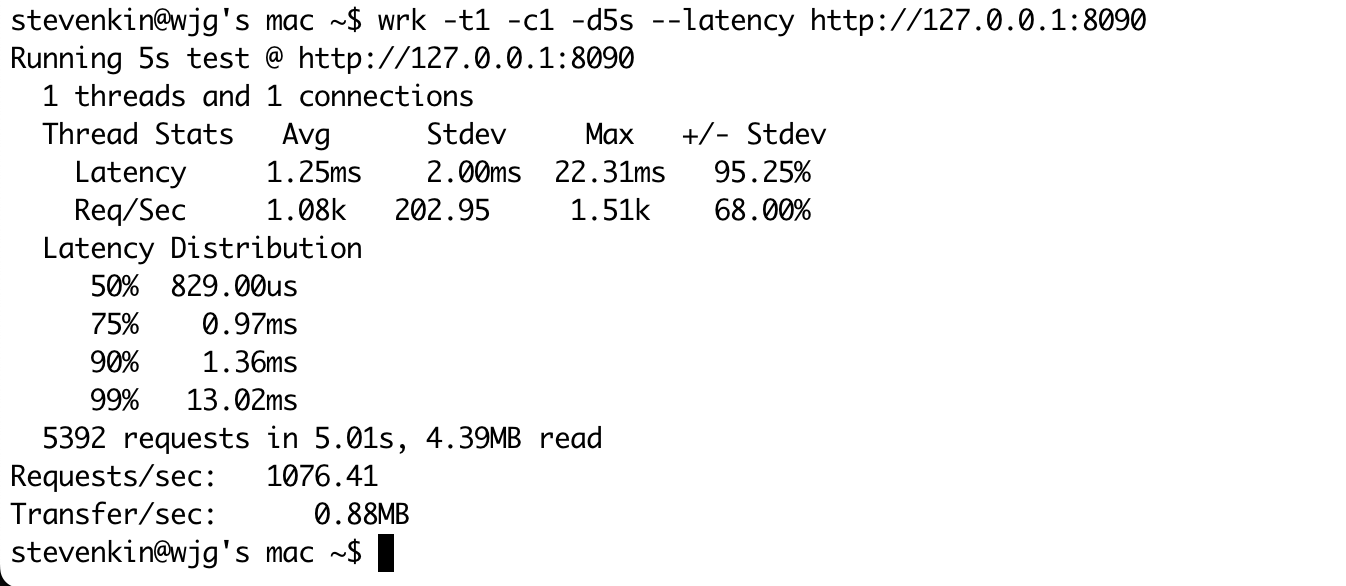 stevenkin@wjg's mac ~$ wrk -t1 -c1 -d5s --latency http://127.0.0.1:8090
Running 5s test @ http://127.0.0.1:8090
  1 threads and 1 connections
  Thread Stats   Avg      Stdev     Max   +/- Stdev
    Latency     1.25ms    2.00ms  22.31ms   95.25%
    Req/Sec     1.08k   202.95     1.51k    68.00%
  Latency Distribution
     50%  829.00us
     75%    0.97ms
     90%    1.36ms
     99%   13.02ms
  5392 requests in 5.01s, 4.39MB read
Requests/sec:   1076.41
Transfer/sec:      0.88MB
stevenkin@wjg's mac ~$